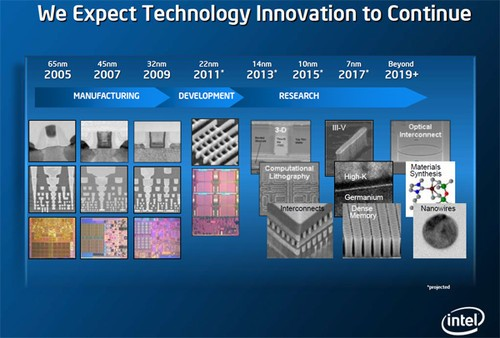 We Expect Technology Innovation to Continue
65nm 45nm 32nm 22nm 14nm 10nm 7nm Beyond
2005 2007 2009 2011* 2013* 2015* 2017* 2019+
MANUFACTURING DEVELOPMENT RESEARCH
3-D III-V Optical Interconnect
Computational Lithography
High-K
Germanium
Materials Synthesis
Interconnects
Dense Memory
Nanowires
*projected
intel